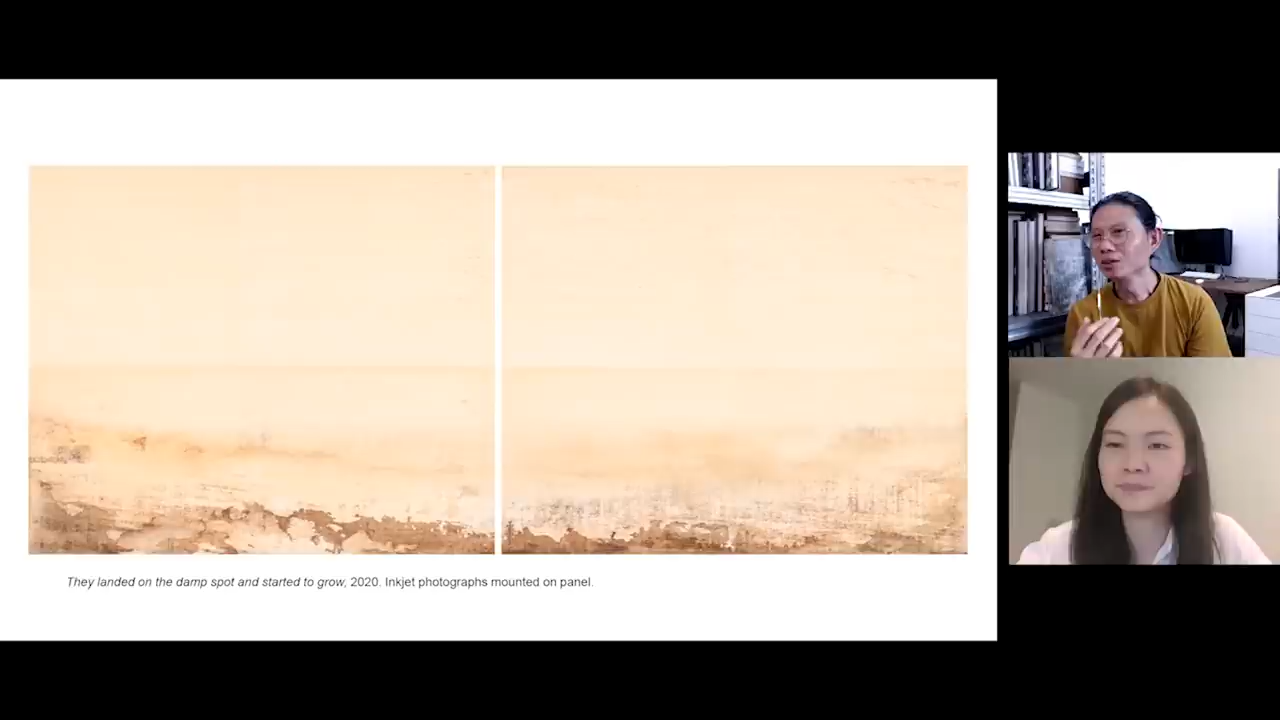 They landed on the damp spot and started to grow, 2020. Inkjet photographs mounted on panel.